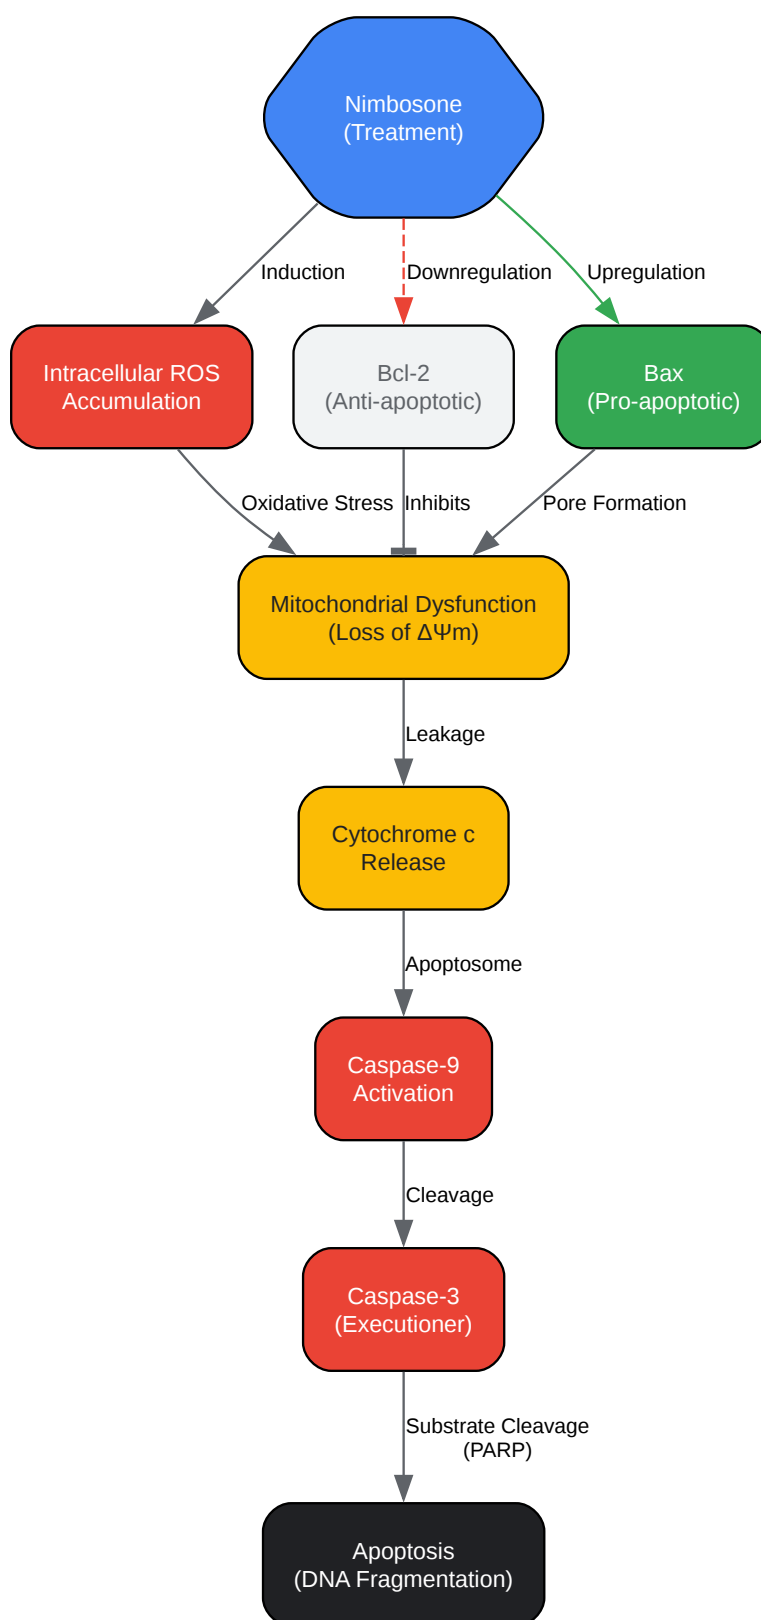 Nimbosone
(Treatment)
Induction
Downregulation
Upregulation
Intracellular ROS
Accumulation
Bcl-2
(Anti-apoptotic)
Bax
(Pro-apoptotic)
Oxidative Stress
Inhibits
Pore Formation
Mitochondrial Dysfunction
(Loss of ΔΨm)
Leakage
Cytochrome c
Release
Apoptosome
Caspase-9
Activation
Cleavage
Caspase-3
(Executioner)
Substrate Cleavage
(PARP)
Apoptosis
(DNA Fragmentation)